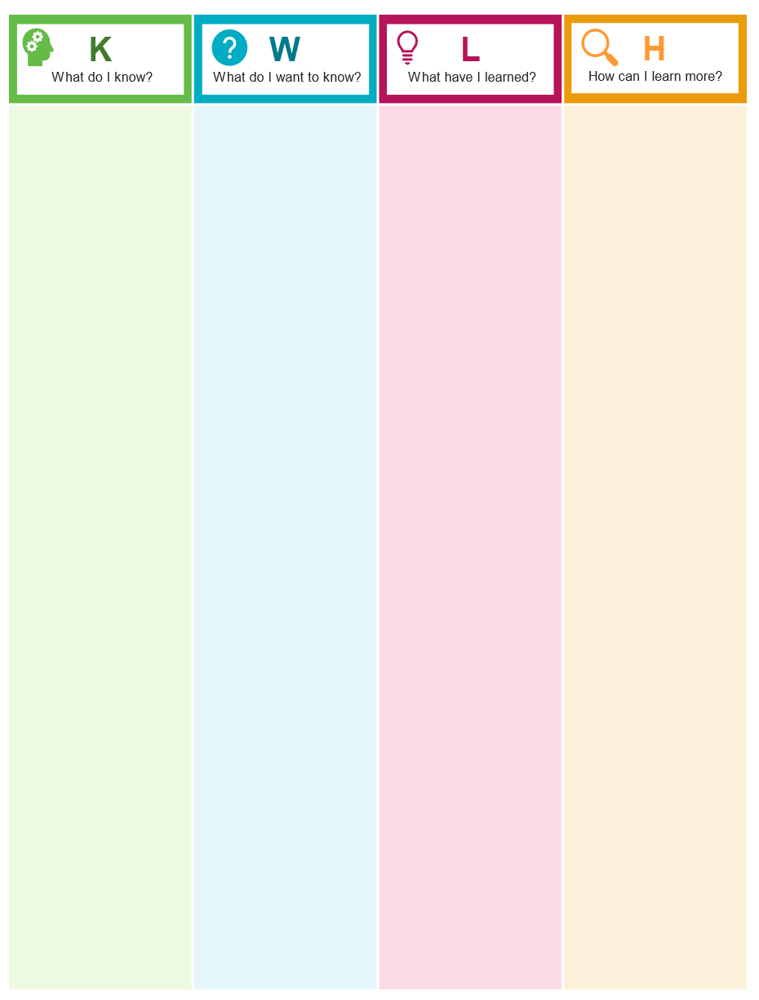 K
What do I know?
W
What do I want to know?
L
What have I learned?
H
How can I learn more?